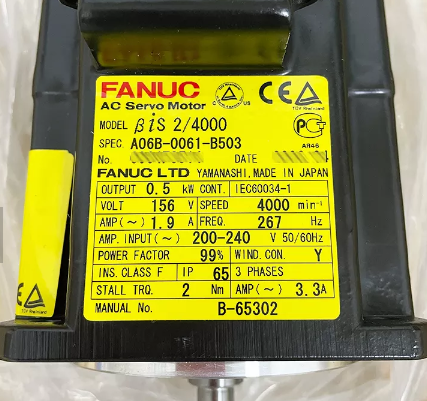 FANUC
AC Servo Motor
MODEL βiS 2/4000
SPEC. A06B-0061-B503
No. DATE
AR46
FANUC LTD YAMANASHI, MADE IN JAPAN
OUTPUT 0.5 kW CONT. IEC60034-1
VOLT 156 V SPEED 4000 min⁻¹
AMP(~) 1.9 A FREQ. 267 Hz
AMP. INPUT(~) 200-240 V 50/60Hz
POWER FACTOR 99% WIND. CON. Y
INS. CLASS F IP 65 3 PHASES
STALL TRQ. 2 Nm AMP(~) 3.3A
MANUAL No. B-65302